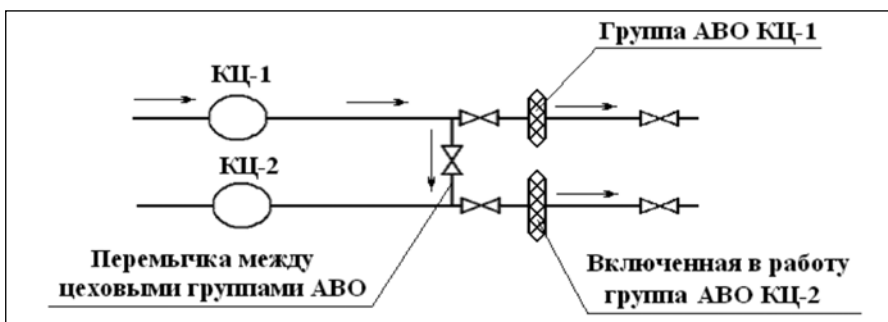 Группа АВО КЦ-1
КЦ-1
КЦ-2
Перемычка между
цеховыми группами АВО
Включенная в работу
группа АВО КЦ-2